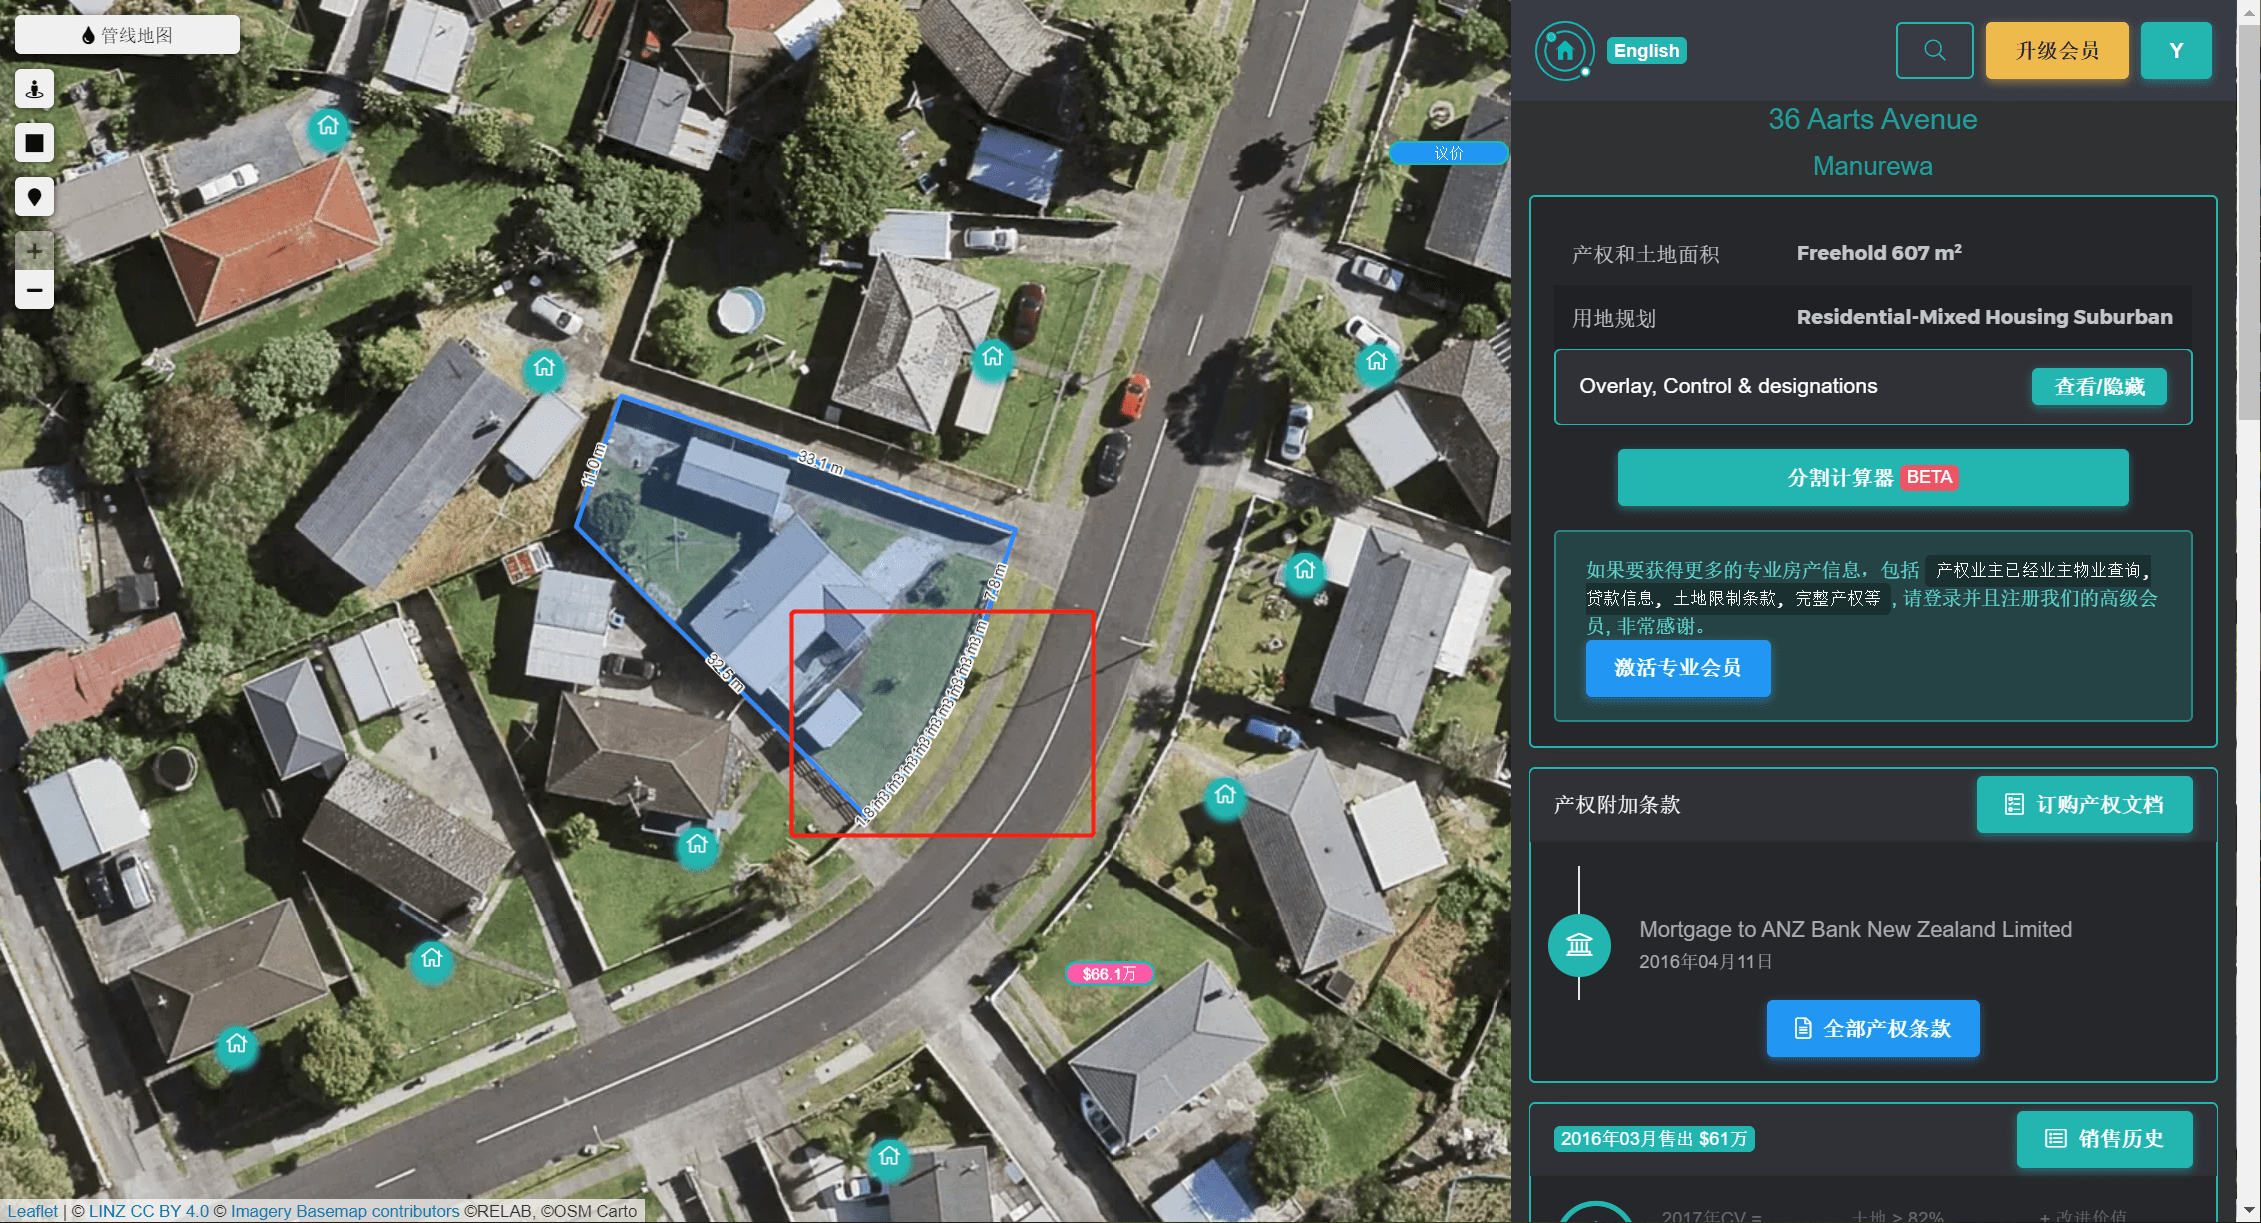 管线地图
+
−
议价
33.1 m
11.0 m
7.8 m
32.5 m
$66.1万
Leaflet | © LINZ CC BY 4.0 © Imagery Basemap contributors ©RELAB, ©OSM Carto
English
升级会员
Y
36 Aarts Avenue
Manurewa
产权和土地面积 Freehold 607 m²
用地规划 Residential-Mixed Housing Suburban
Overlay, Control & designations 查看/隐藏
分割计算器 BETA
如果要获得更多的专业房产信息，包括 产权业主已经业主物业查询,
贷款信息, 土地限制条款, 完整产权等 , 请登录并且注册我们的高级会
员, 非常感谢。
激活专业会员
产权附加条款 订购产权文档
Mortgage to ANZ Bank New Zealand Limited
2016年04月11日
全部产权条款
2016年03月售出 $61万 销售历史
2017年CV = 土地 > 82% + 改进价值